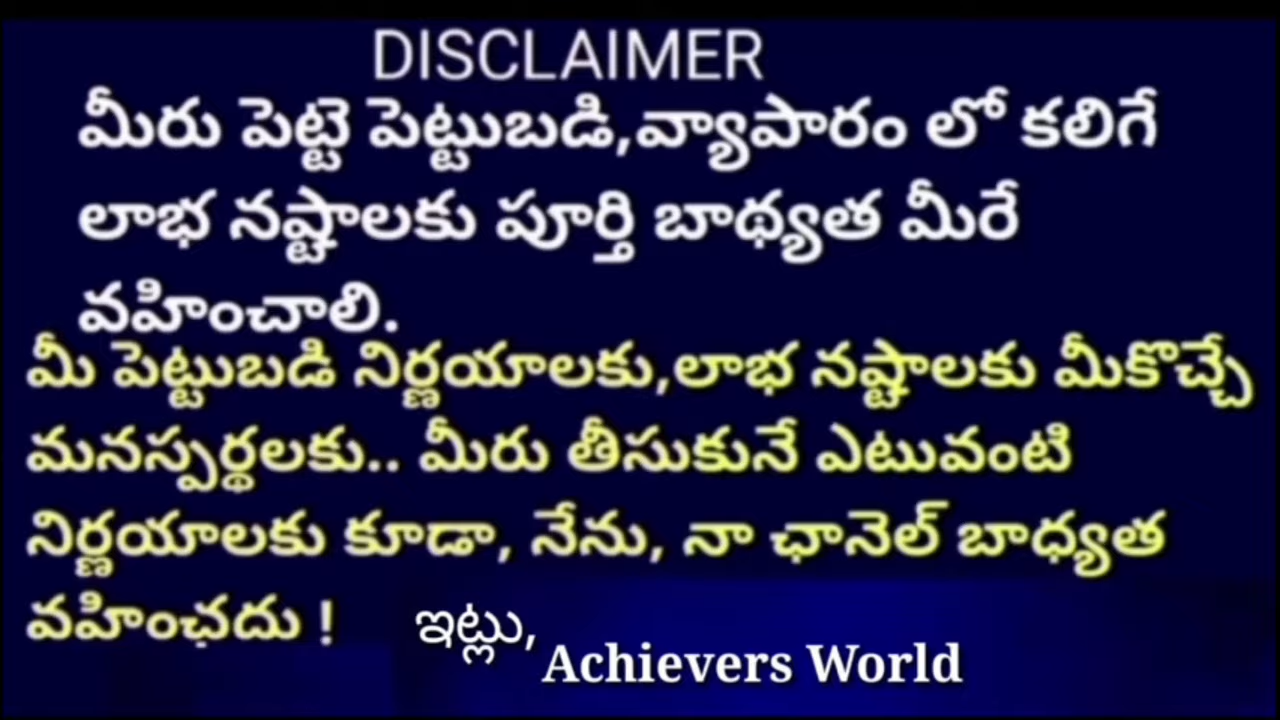 DISCLAIMER
మీరు పెట్టె పెట్టుబడి,వ్యాపారం లో కలిగే
లాభ నష్టాలకు పూర్తి బాథ్యత మీరే
వహించాలి.
మీ పెట్టుబడి నిర్ణయాలకు,లాభ నష్టాలకు మీకొచ్చే
మనస్పర్థలకు.. మీరు తీసుకునే ఎటువంటి
నిర్ణయాలకు కూడా, నేను, నా ఛానెల్ బాధ్యత
వహించదు !
ఇట్లు,
Achievers World